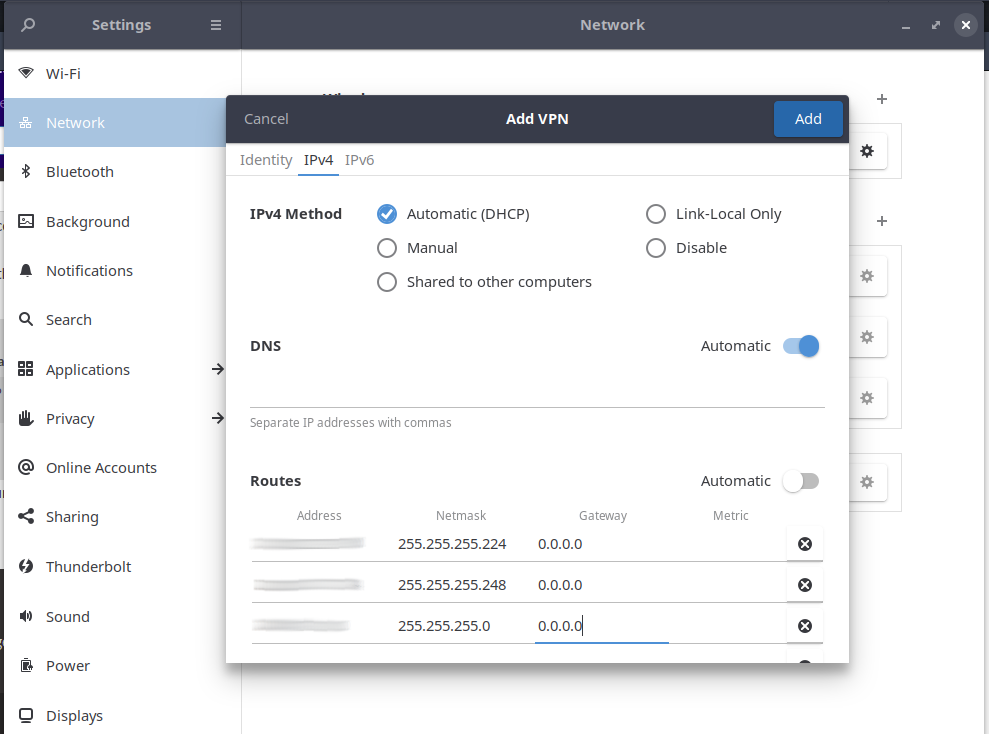 Settings
Network
Wi-Fi
Network
Bluetooth
Background
Notifications
Search
Applications
Privacy
Online Accounts
Sharing
Thunderbolt
Sound
Power
Displays
Cancel
Add VPN
Add
Identity IPv4 IPv6
IPv4 Method
Automatic (DHCP)
Link-Local Only
Manual
Disable
Shared to other computers
DNS
Automatic
Separate IP addresses with commas
Routes
Automatic
Address Netmask Gateway Metric
255.255.255.224 0.0.0.0
255.255.255.248 0.0.0.0
255.255.255.0 0.0.0.0